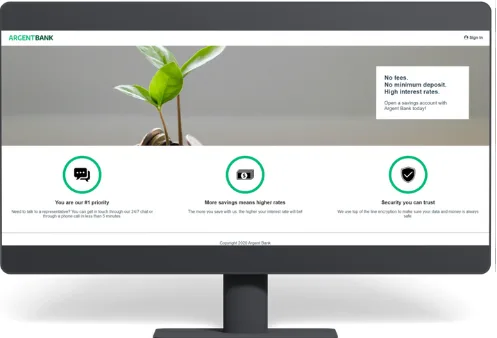 ARGENTBANK
Sign In
No fees.
No minimum deposit.
High interest rates.
Open a savings account with
Argent Bank today!
You are our #1 priority
Need to talk to a representative? You can get in touch through our 24/7 chat or
through a phone call in less than 5 minutes.
More savings means higher rates
The more you save with us, the higher your interest rate will be!
Security you can trust
We use top of the line encryption to make sure your data and money is always
safe.
Copyright 2020 Argent Bank